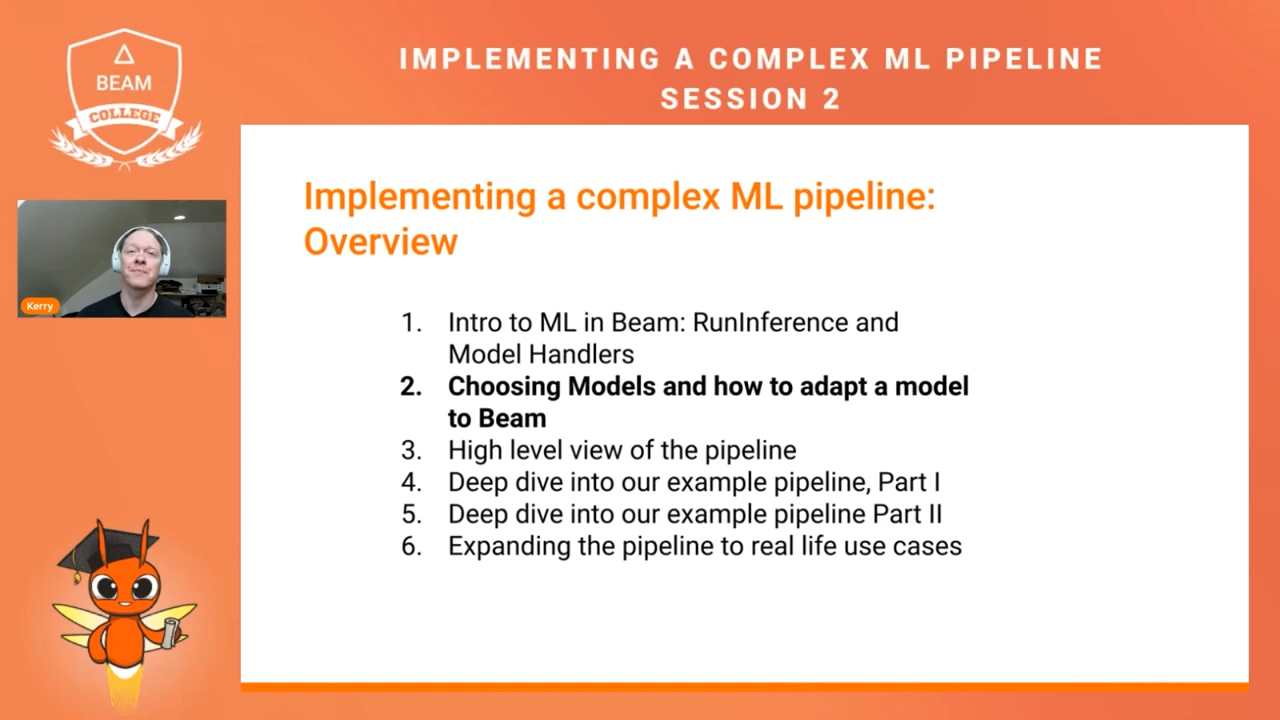 BEAM
COLLEGE
IMPLEMENTING A COMPLEX ML PIPELINE
SESSION 2
Kerry
Implementing a complex ML pipeline:
Overview
1. Intro to ML in Beam: RunInference and
Model Handlers
2. Choosing Models and how to adapt a model
to Beam
3. High level view of the pipeline
4. Deep dive into our example pipeline, Part I
5. Deep dive into our example pipeline Part II
6. Expanding the pipeline to real life use cases